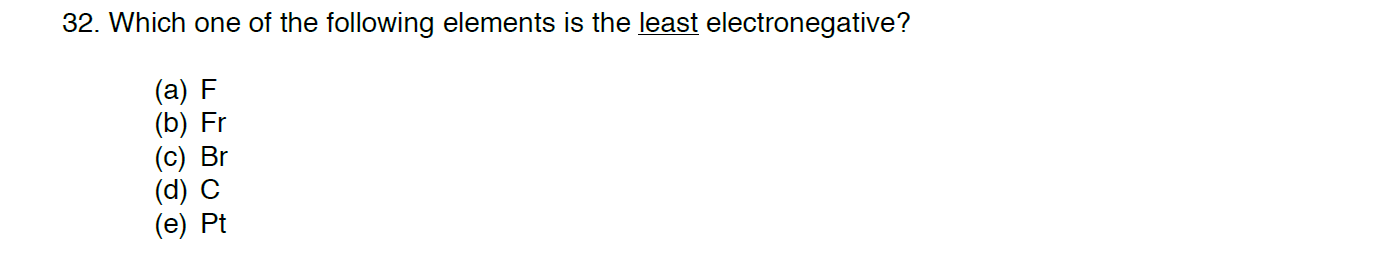 32. Which one of the following elements is the least electronegative?
(a) F
(b) Fr
(c) Br
(d) C
(e) Pt